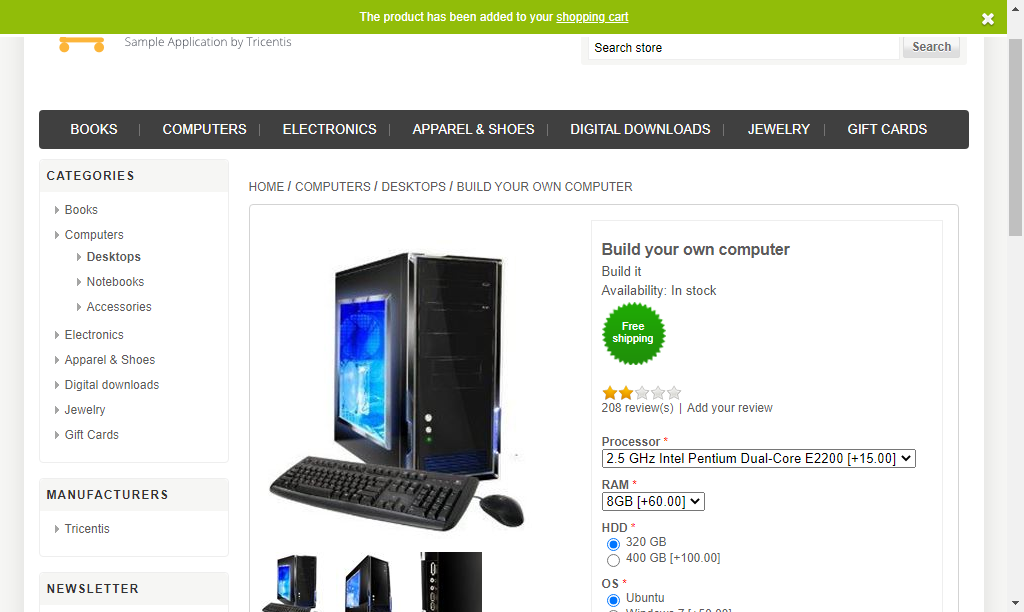 The product has been added to your shopping cart
Sample Application by Tricentis
Search store
Search
BOOKS
COMPUTERS
ELECTRONICS
APPAREL & SHOES
DIGITAL DOWNLOADS
JEWELRY
GIFT CARDS
CATEGORIES
Books
Computers
Desktops
Notebooks
Accessories
Electronics
Apparel & Shoes
Digital downloads
Jewelry
Gift Cards
MANUFACTURERS
Tricentis
NEWSLETTER
HOME / COMPUTERS / DESKTOPS / BUILD YOUR OWN COMPUTER
Build your own computer
Build it
Availability: In stock
Free
shipping
208 review(s) | Add your review
Processor *
2.5 GHz Intel Pentium Dual-Core E2200 [+15.00]
RAM *
8GB [+60.00]
HDD *
320 GB
400 GB [+100.00]
OS *
Ubuntu
Windows 7 [+50.00]